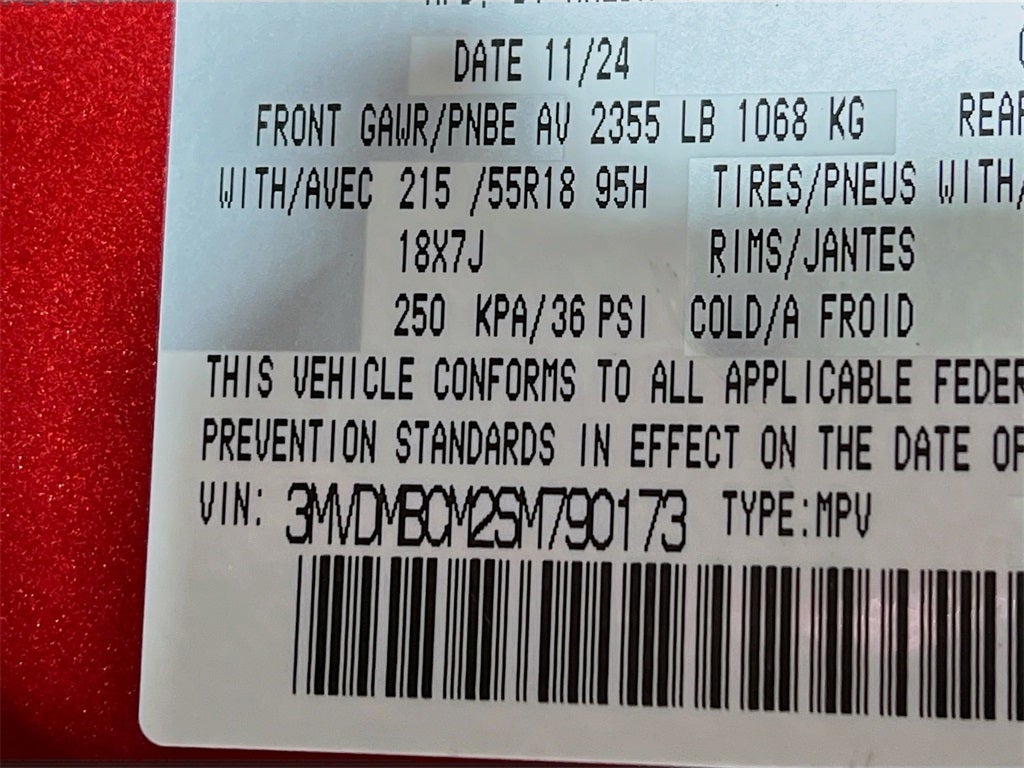 DATE 11/24
FRONT GAWR/PNBE AV 2355 LB 1068 KG
WITH/AVEC 215 /55R18 95H TIRES/PNEUS WITH/
18X7J RIMS/JANTES
250 KPA/36 PSI COLD/A FROID
THIS VEHICLE CONFORMS TO ALL APPLICABLE FEDER
PREVENTION STANDARDS IN EFFECT ON THE DATE OF
VIN: 3MVDMBCM2SM790173 TYPE:MPV